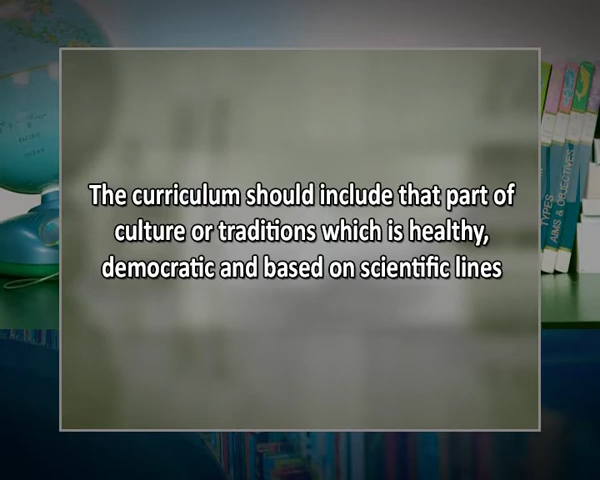 The curriculum should include that part of
culture or traditions which is healthy,
democratic and based on scientific lines
TYPES
AIMS & OBJECTIVES